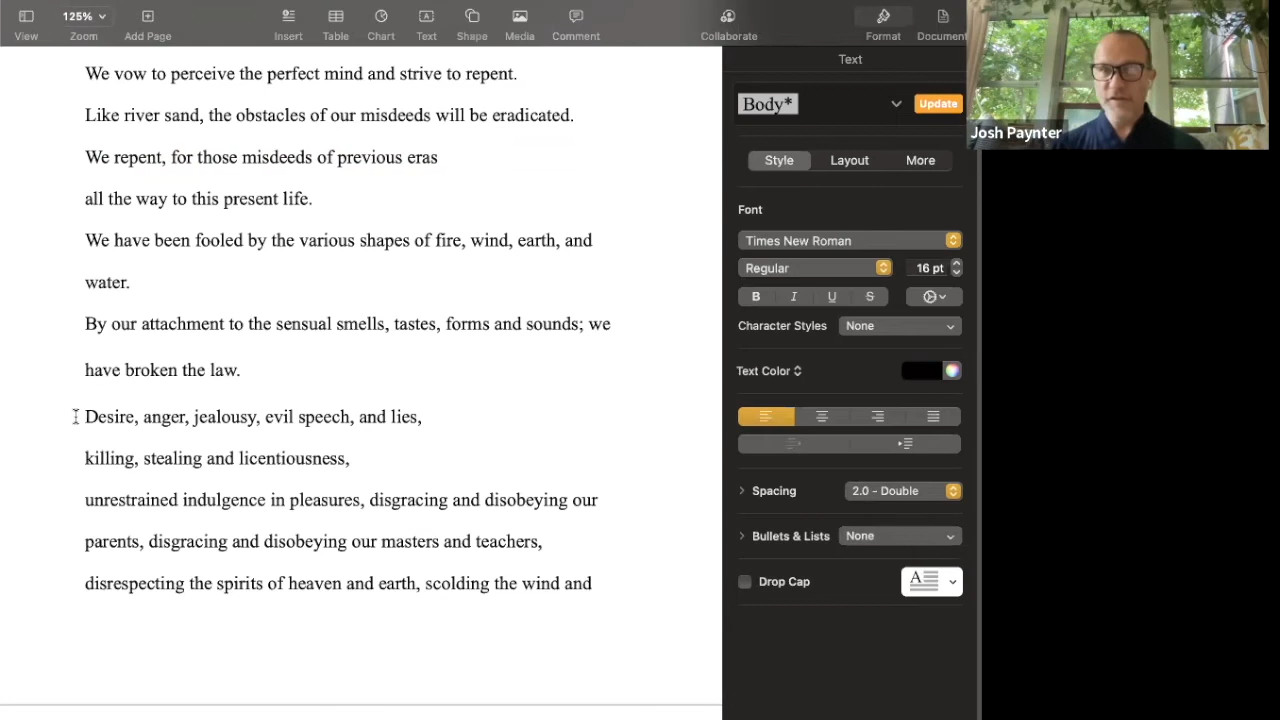 125%
View
Zoom
Add Page
Insert
Table
Chart
Text
Shape
Media
Comment
Collaborate
Format
Document
Josh Paynter
We vow to perceive the perfect mind and strive to repent.
Like river sand, the obstacles of our misdeeds will be eradicated.
We repent, for those misdeeds of previous eras
all the way to this present life.
We have been fooled by the various shapes of fire, wind, earth, and
water.
By our attachment to the sensual smells, tastes, forms and sounds; we
have broken the law.
Desire, anger, jealousy, evil speech, and lies,
killing, stealing and licentiousness,
unrestrained indulgence in pleasures, disgracing and disobeying our
parents, disgracing and disobeying our masters and teachers,
disrespecting the spirits of heaven and earth, scolding the wind and
Text
Body*
Update
Style
Layout
More
Font
Times New Roman
Regular
16 pt
B I U S
Character Styles
None
Text Color
Spacing
2.0 - Double
Bullets & Lists
None
Drop Cap
A